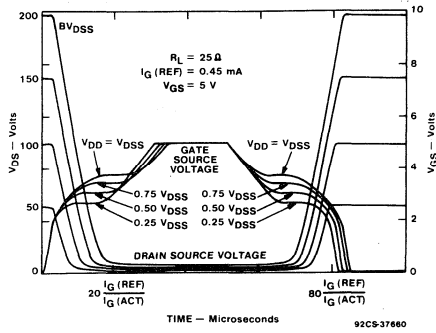 200
BVDSS
10
RL = 25Ω
IG (REF) = 0.45 mA
VGS = 5 V
150
8
VDS – Volts
VGS – Volts
VDD = VDSS
VDD = VDSS
6
100
GATE
SOURCE
VOLTAGE
4
0.75 VDSS
0.75 VDSS
0.50 VDSS
0.50 VDSS
50
0.25 VDSS
0.25 VDSS
2
DRAIN SOURCE VOLTAGE
0
0
20 IG (REF)
IG (ACT)
80 IG (REF)
IG (ACT)
TIME – Microseconds
92CS-37660